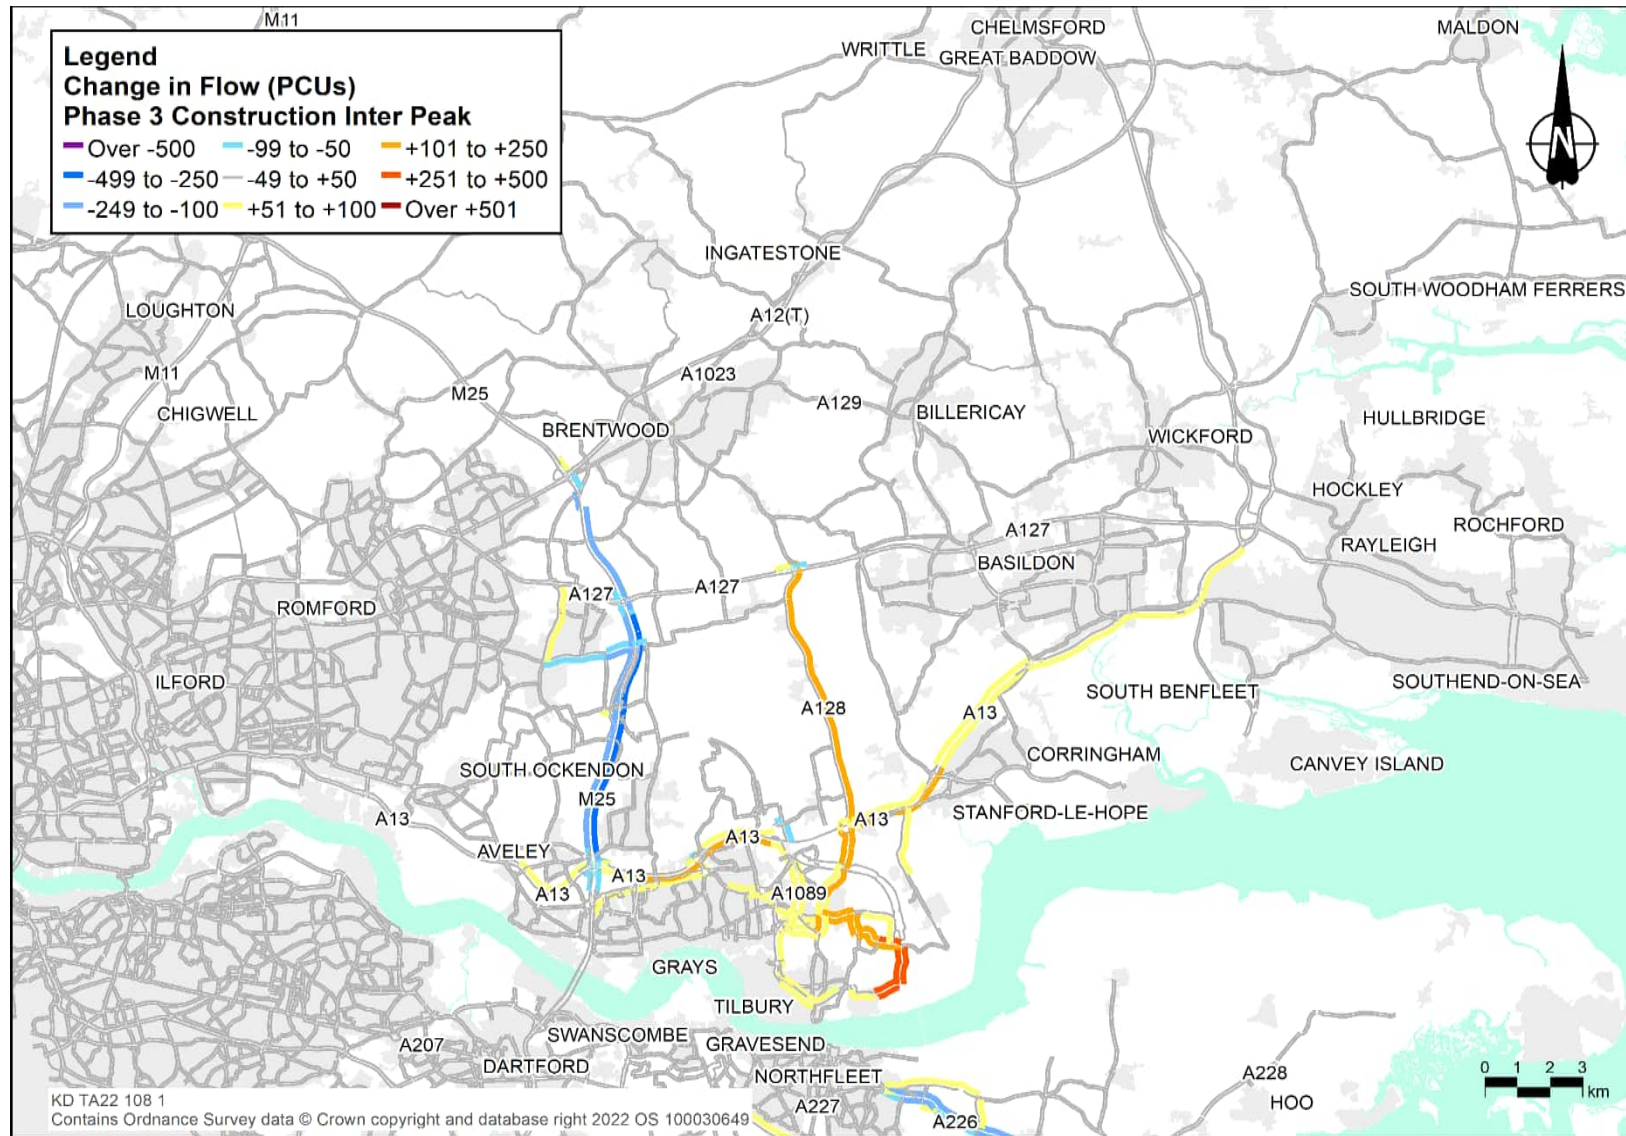 M11
Legend
Change in Flow (PCUs)
Phase 3 Construction Inter Peak
Over -500 -99 to -50 +101 to +250
-499 to -250 -49 to +50 +251 to +500
-249 to -100 +51 to +100 Over +501
CHELMSFORD
MALDON
WRITTLE
GREAT BADDOW
N
INGATESTONE
SOUTH WOODHAM FERRERS
LOUGHTON
A12(T)
M11
A1023
M25
A129
CHIGWELL
BILLERICAY
HULLBRIDGE
BRENTWOOD
WICKFORD
HOCKLEY
ROCHFORD
A127
RAYLEIGH
BASILDON
A127
A127
ROMFORD
ILFORD
SOUTH BENFLEET
SOUTHEND-ON-SEA
A128
A13
CORRINGHAM
CANVEY ISLAND
SOUTH OCKENDON
M25
STANFORD-LE-HOPE
A13
A13
A13
AVELEY
A13
A13
A1089
GRAYS
TILBURY
SWANSCOMBE
GRAVESEND
A207
DARTFORD
NORTHFLEET
A228
HOO
A227
A226
0 1 2 3
km
KD TA22 108 1
Contains Ordnance Survey data © Crown copyright and database right 2022 OS 100030649